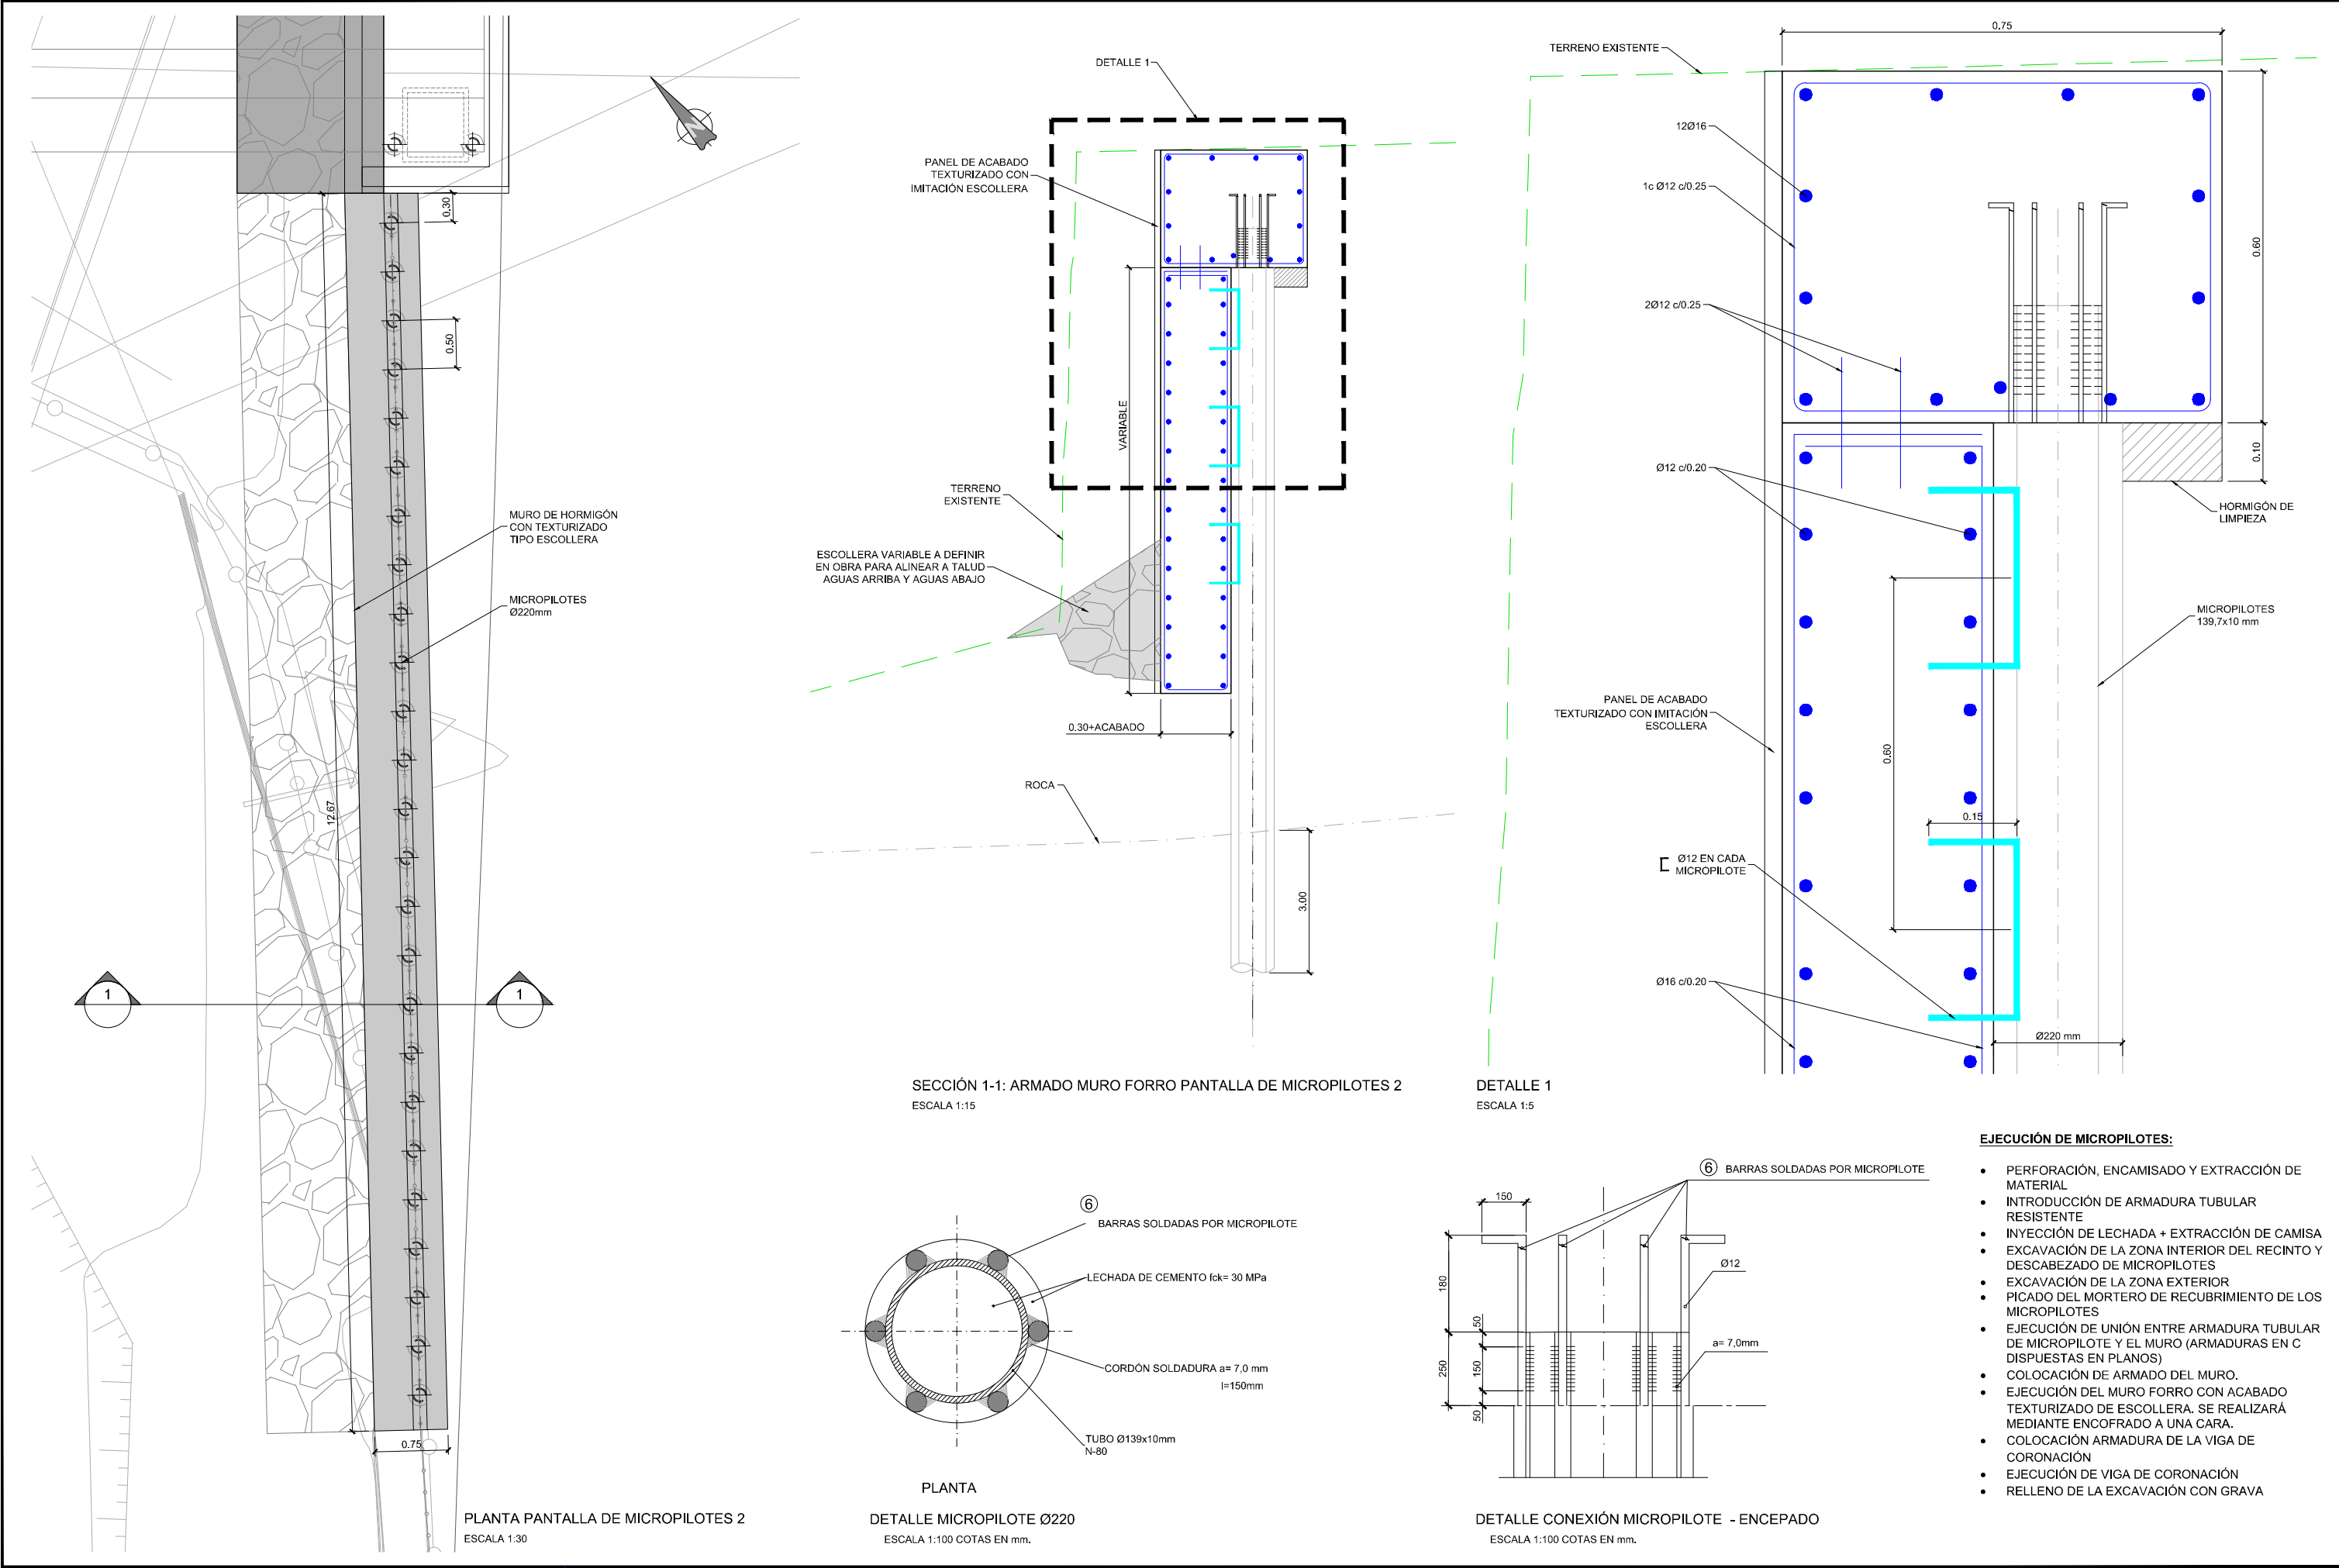 0.30
0.50
12.67
0.75
MURO DE HORMIGÓN
CON TEXTURIZADO
TIPO ESCOLLERA
MICROPILOTES
Ø220mm
N
1
1
PLANTA PANTALLA DE MICROPILOTES 2
ESCALA 1:30
DETALLE 1
PANEL DE ACABADO
TEXTURIZADO CON
IMITACIÓN ESCOLLERA
VARIABLE
TERRENO
EXISTENTE
ESCOLLERA VARIABLE A DEFINIR
EN OBRA PARA ALINEAR A TALUD
AGUAS ARRIBA Y AGUAS ABAJO
0.30+ACABADO
ROCA
3.00
SECCIÓN 1-1: ARMADO MURO FORRO PANTALLA DE MICROPILOTES 2
ESCALA 1:15
TERRENO EXISTENTE
0.75
12Ø16
1c Ø12 c/0.25
2Ø12 c/0.25
0.60
0.10
Ø12 c/0.20
HORMIGÓN DE
LIMPIEZA
MICROPILOTES
139,7x10 mm
PANEL DE ACABADO
TEXTURIZADO CON IMITACIÓN
ESCOLLERA
0.60
0.15
Ø12 EN CADA
MICROPILOTE
Ø16 c/0.20
Ø220 mm
DETALLE 1
ESCALA 1:5
6
BARRAS SOLDADAS POR MICROPILOTE
LECHADA DE CEMENTO fck= 30 MPa
CORDÓN SOLDADURA a= 7,0 mm
l=150mm
TUBO Ø139x10mm
N-80
PLANTA
DETALLE MICROPILOTE Ø220
ESCALA 1:100 COTAS EN mm.
6 BARRAS SOLDADAS POR MICROPILOTE
150
180
50
250
150
50
Ø12
a= 7,0mm
DETALLE CONEXIÓN MICROPILOTE - ENCEPADO
ESCALA 1:100 COTAS EN mm.
EJECUCIÓN DE MICROPILOTES:
• PERFORACIÓN, ENCAMISADO Y EXTRACCIÓN DE
MATERIAL
• INTRODUCCIÓN DE ARMADURA TUBULAR
RESISTENTE
• INYECCIÓN DE LECHADA + EXTRACCIÓN DE CAMISA
• EXCAVACIÓN DE LA ZONA INTERIOR DEL RECINTO Y
DESCABEZADO DE MICROPILOTES
• EXCAVACIÓN DE LA ZONA EXTERIOR
• PICADO DEL MORTERO DE RECUBRIMIENTO DE LOS
MICROPILOTES
• EJECUCIÓN DE UNIÓN ENTRE ARMADURA TUBULAR
DE MICROPILOTE Y EL MURO (ARMADURAS EN C
DISPUESTAS EN PLANOS)
• COLOCACIÓN DE ARMADO DEL MURO.
• EJECUCIÓN DEL MURO FORRO CON ACABADO
TEXTURIZADO DE ESCOLLERA. SE REALIZARÁ
MEDIANTE ENCOFRADO A UNA CARA.
• COLOCACIÓN ARMADURA DE LA VIGA DE
CORONACIÓN
• EJECUCIÓN DE VIGA DE CORONACIÓN
• RELLENO DE LA EXCAVACIÓN CON GRAVA